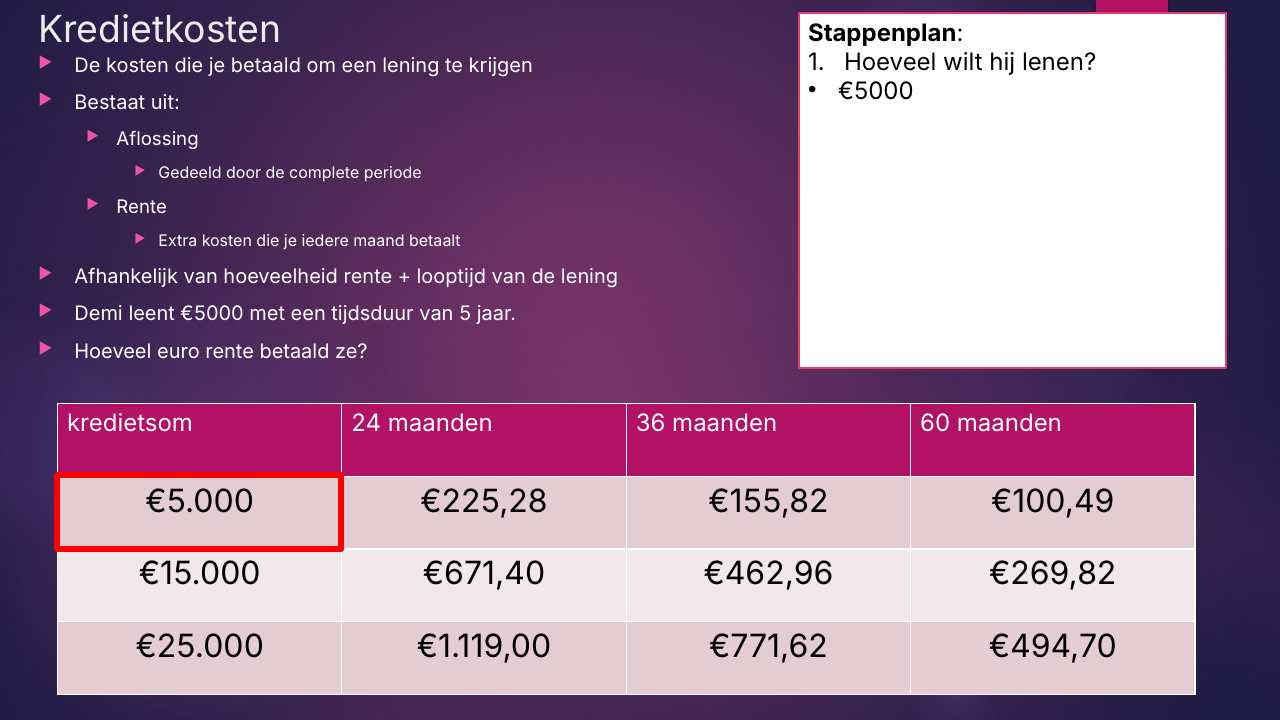 Kredietkosten
De kosten die je betaald om een lening te krijgen
Bestaat uit:
Aflossing
Gedeeld door de complete periode
Rente
Extra kosten die je iedere maand betaalt
Afhankelijk van hoeveelheid rente + looptijd van de lening
Demi leent €5000 met een tijdsduur van 5 jaar.
Hoeveel euro rente betaald ze?
Stappenplan:
1. Hoeveel wilt hij lenen?
• €5000
kredietsom 24 maanden 36 maanden 60 maanden
€5.000 €225,28 €155,82 €100,49
€15.000 €671,40 €462,96 €269,82
€25.000 €1.119,00 €771,62 €494,70